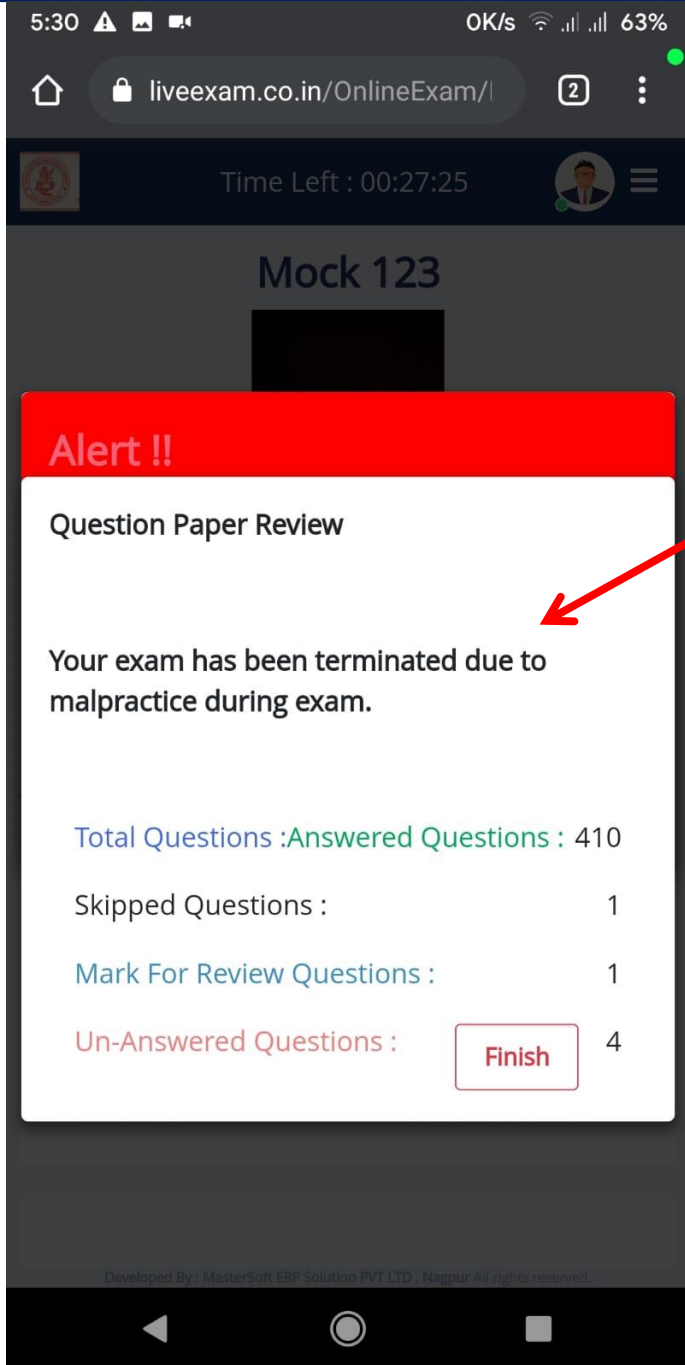 5:30
0K/s
63%
liveexam.co.in/OnlineExam/
2
Time Left : 00:27:25
Mock 123
Alert !!
Question Paper Review
Your exam has been terminated due to
malpractice during exam.
Total Questions :Answered Questions : 410
Skipped Questions : 1
Mark For Review Questions : 1
Un-Answered Questions : 4
Finish
Developed By : MasterSoft ERP Solution PVT LTD , Nagpur All rights reserved.